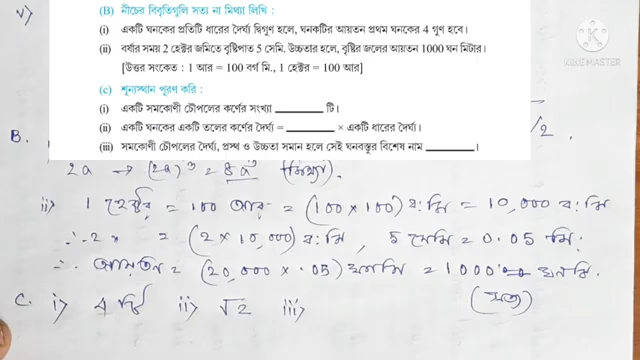 v)
(B) নীচের বিবৃতিগুলি সত্য না মিথ্যা লিখি :
(i) একটি ঘনকের প্রতিটি ধারের দৈর্ঘ্য দ্বিগুণ হলে, ঘনকটির আয়তন প্রথম ঘনকের 4 গুণ হবে।
(ii) বর্ষার সময় 2 হেক্টর জমিতে বৃষ্টিপাত 5 সেমি. উচ্চতার হলে, বৃষ্টির জলের আয়তন 1000 ঘন মিটার।
[উত্তর সংকেত : 1 আর = 100 বর্গ মি., 1 হেক্টর = 100 আর]
(c) শূন্যস্থান পূরণ করি :
(i) একটি সমকোণী চৌপলের কর্ণের সংখ্যা ________ টি।
(ii) একটি ঘনকের একটি তলের কর্ণের দৈর্ঘ্য = ________ × একটি ধারের দৈর্ঘ্য।
(iii) সমকোণী চৌপলের দৈর্ঘ্য, প্রস্থ ও উচ্চতা সমান হলে সেই ঘনবস্তুর বিশেষ নাম ________ ।
KINEMASTER
B.
2a → (2a)³ = 8a³ (মিথ্যা).
ii) 1 হেক্টর = 100 আর = (100 × 100) ব: মি = 10,000 ব: মি
∴ 2 " = (2 × 10,000) ব: মি, 5 সেমি = 0.05 মি:
∴ আয়তন = (20,000 × .05) ঘনমি = 1000 ঘনমি.
C. i) 4 টি ii) √2 iii) (সত্য)